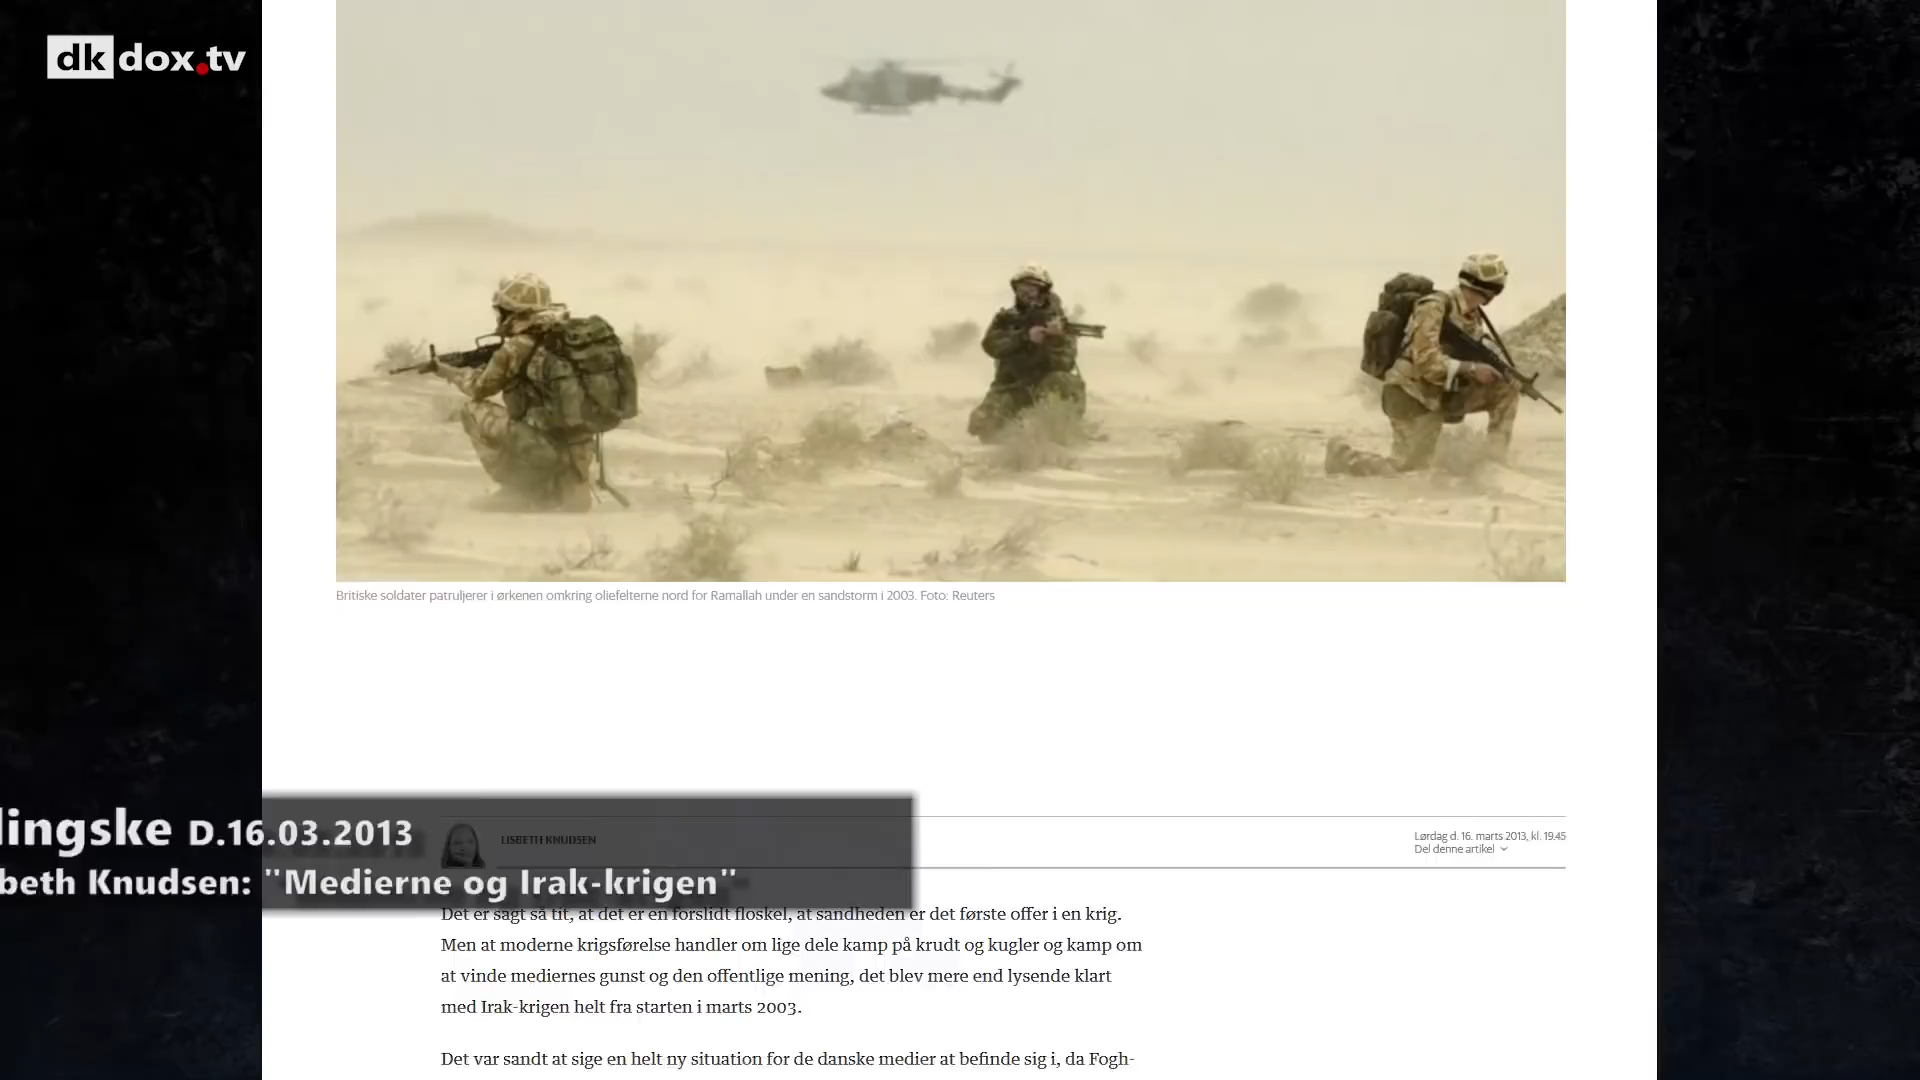 dk dox.tv
Britiske soldater patruljerer i ørkenen omkring oliefelterne nord for Ramallah under en sandstorm i 2003. Foto: Reuters
lingske D.16.03.2013
beth Knudsen: "Medierne og Irak-krigen"
LISBETH KNUDSEN
Lørdag d. 16. marts 2013, kl. 19.45
Del denne artikel
Det er sagt så tit, at det er en forslidt floskel, at sandheden er det første offer i en krig.
Men at moderne krigsførelse handler om lige dele kamp på krudt og kugler og kamp om
at vinde mediernes gunst og den offentlige mening, det blev mere end lysende klart
med Irak-krigen helt fra starten i marts 2003.
Det var sandt at sige en helt ny situation for de danske medier at befinde sig i, da Fogh-